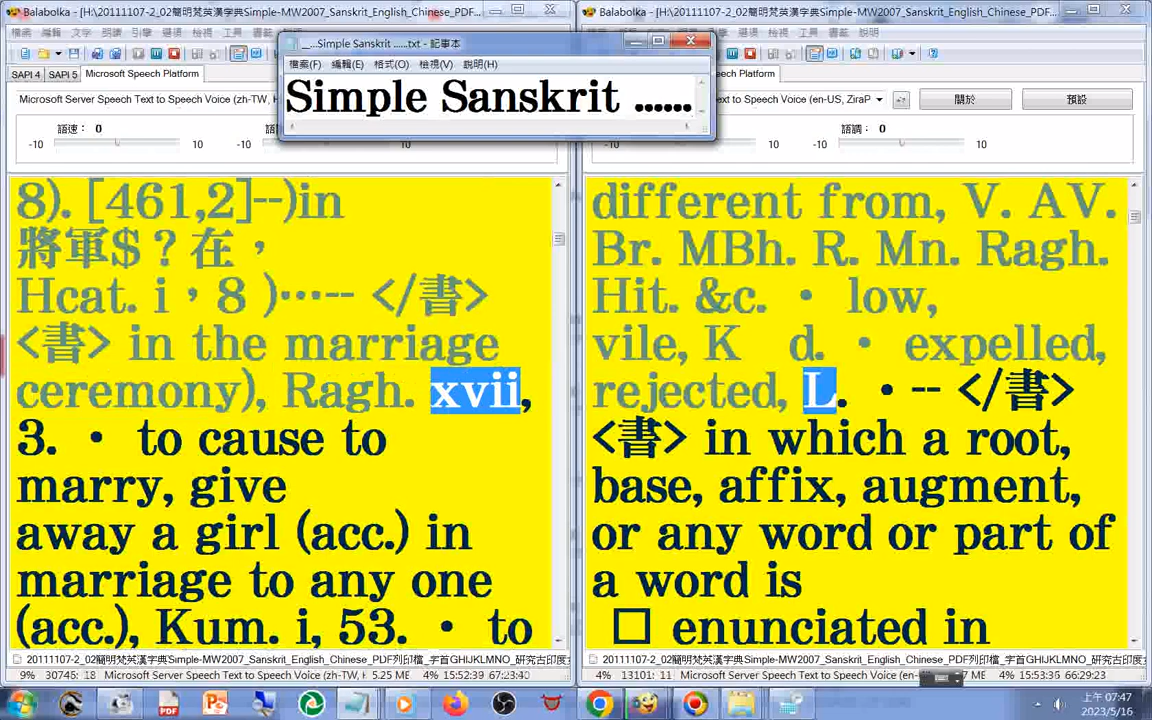 Balabolka - [H:\20111107-2_02簡明梵英漢字典Simple-MW2007_Sanskrit_English_Chinese_PDF...
Balabolka - [H:\20111107-2_02簡明梵英漢字典Simple-MW2007_Sanskrit_English_Chinese_PDF...
__...Simple Sanskrit ......txt - 記事本
檔案(F) 編輯(E) 格式(O) 檢視(V) 說明(H)
Simple Sanskrit ......
SAPI 4 SAPI 5 Microsoft Speech Platform
Microsoft Server Speech Text to Speech Voice (zh-TW, H
語速： 0
-10 10 -10 10
8). [461,2]--)in
將軍$？在，
Hcat. i，8 )…-- </書>
<書> in the marriage
ceremony), Ragh. xvii,
3. • to cause to
marry, give
away a girl (acc.) in
marriage to any one
(acc.), Kum. i, 53. • to
20111107-2_02簡明梵英漢字典Simple-MW2007_Sanskrit_English_Chinese_PDF列印檔_字首GHIJKLMNO_研究古印度
9% 30745: 18 Microsoft Server Speech Text to Speech Voice (zh-TW, 5.25 MB 4% 15:52:39 67:23:40
Speech Platform
xt to Speech Voice (en-US, ZiraP 關於 預設
語調： 0
-10 10 -10 10
different from, V. AV.
Br. MBh. R. Mn. Ragh.
Hit. &c. • low,
vile, K d. • expelled,
rejected, L. • -- </書>
<書> in which a root,
base, affix, augment,
or any word or part of
a word is
□ enunciated in
20111107-2_02簡明梵英漢字典Simple-MW2007_Sanskrit_English_Chinese_PDF列印檔_字首GHIJKLMNO_研究古印度
4% 13101: 11 Microsoft Server Speech Text to Speech Voice MB 4% 15:53:36 66:29:23
上午 07:47
2023/5/16